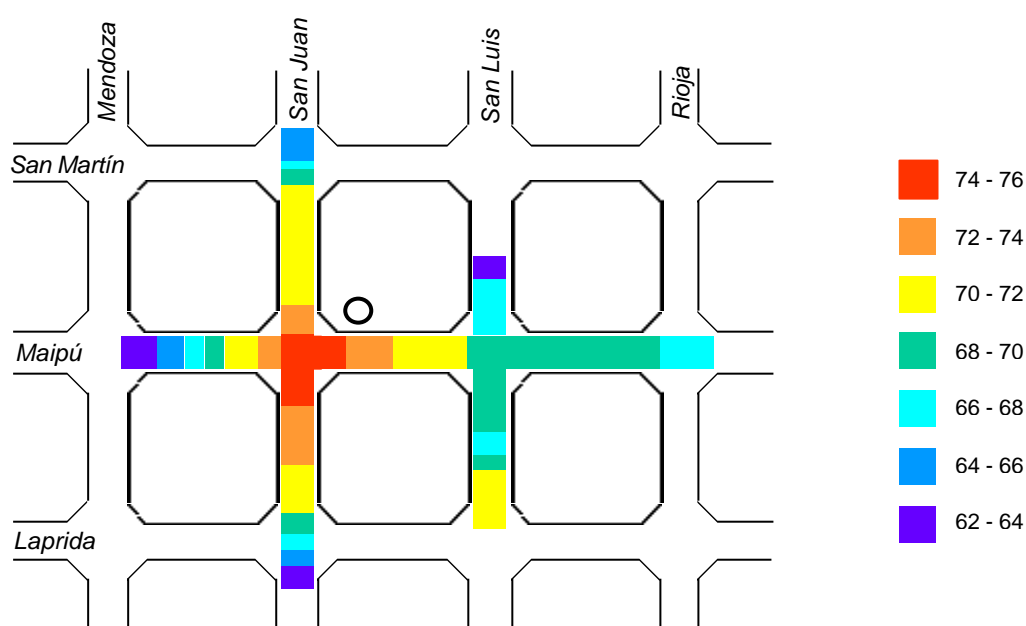 Mendoza
San Juan
San Luis
Rioja
San Martín
Maipú
Laprida
74 - 76
72 - 74
70 - 72
68 - 70
66 - 68
64 - 66
62 - 64